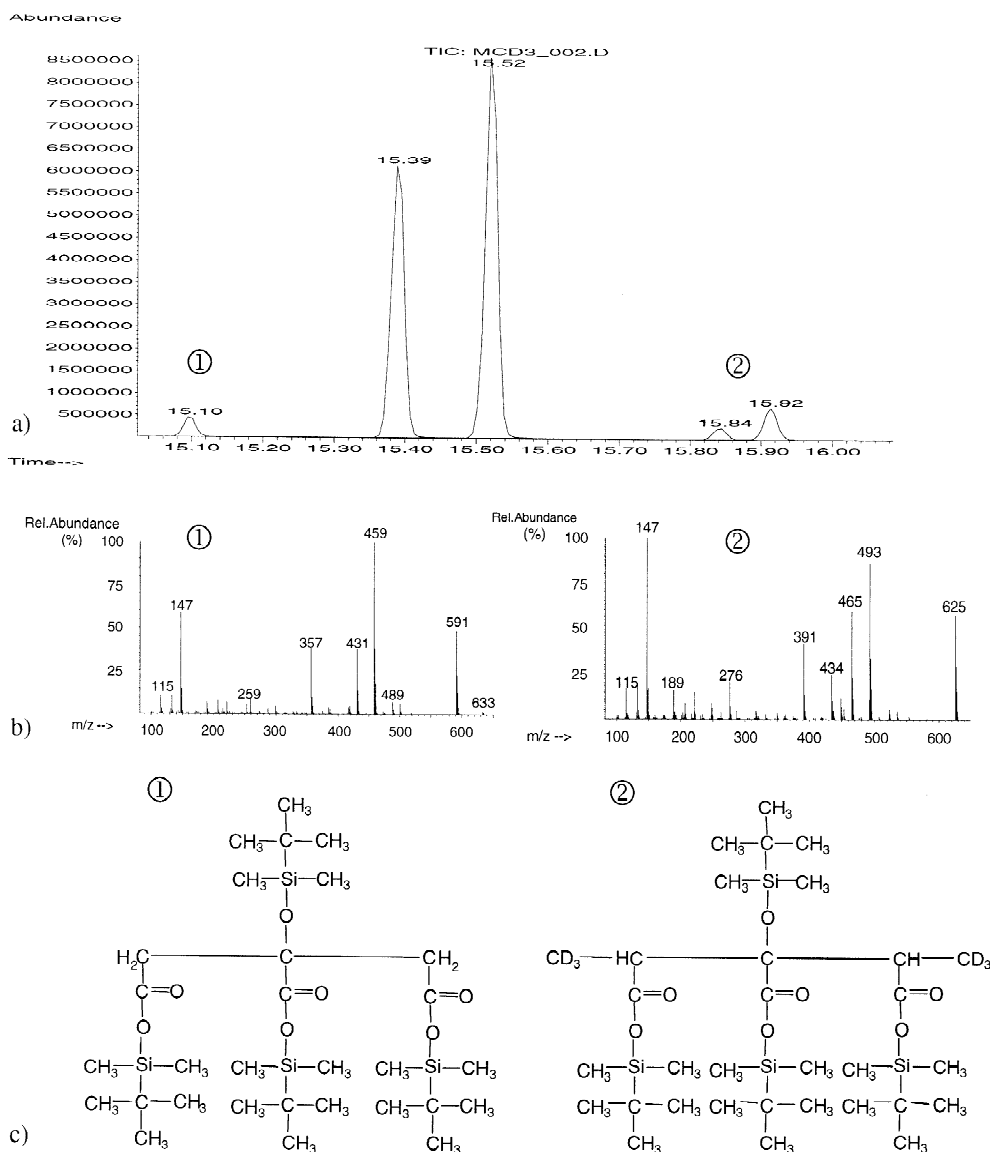 Abundance
TIC: MCD3_002.D
15.52
8500000
8000000
7500000
7000000
6500000
6000000
5500000
5000000
4500000
4000000
3500000
3000000
2500000
2000000
1500000
1000000
500000
15.39
①
②
15.10
15.84
15.92
a)
15.10 15.20 15.30 15.40 15.50 15.60 15.70 15.80 15.90 16.00
Time-->
Rel.Abundance
(%)
①
100
75
50
25
459
147
591
357
431
115
259
489
633
m/z -->
100 200 300 400 500 600
b)
Rel.Abundance
(%)
②
100
75
50
25
147
493
465
625
391
434
276
115
189
m/z -->
100 200 300 400 500 600
①
CH3
CH3 C CH3
CH3 Si CH3
O
H2C C CH2
C=O C=O C=O
O O O
CH3 Si CH3 CH3 Si CH3 CH3 Si CH3
CH3 C CH3 CH3 C CH3 CH3 C CH3
CH3 CH3 CH3
c)
②
CH3
CH3 C CH3
CH3 Si CH3
O
CD3 HC C CH CD3
C=O C=O C=O
O O O
CH3 Si CH3 CH3 Si CH3 CH3 Si CH3
CH3 C CH3 CH3 C CH3 CH3 C CH3
CH3 CH3 CH3